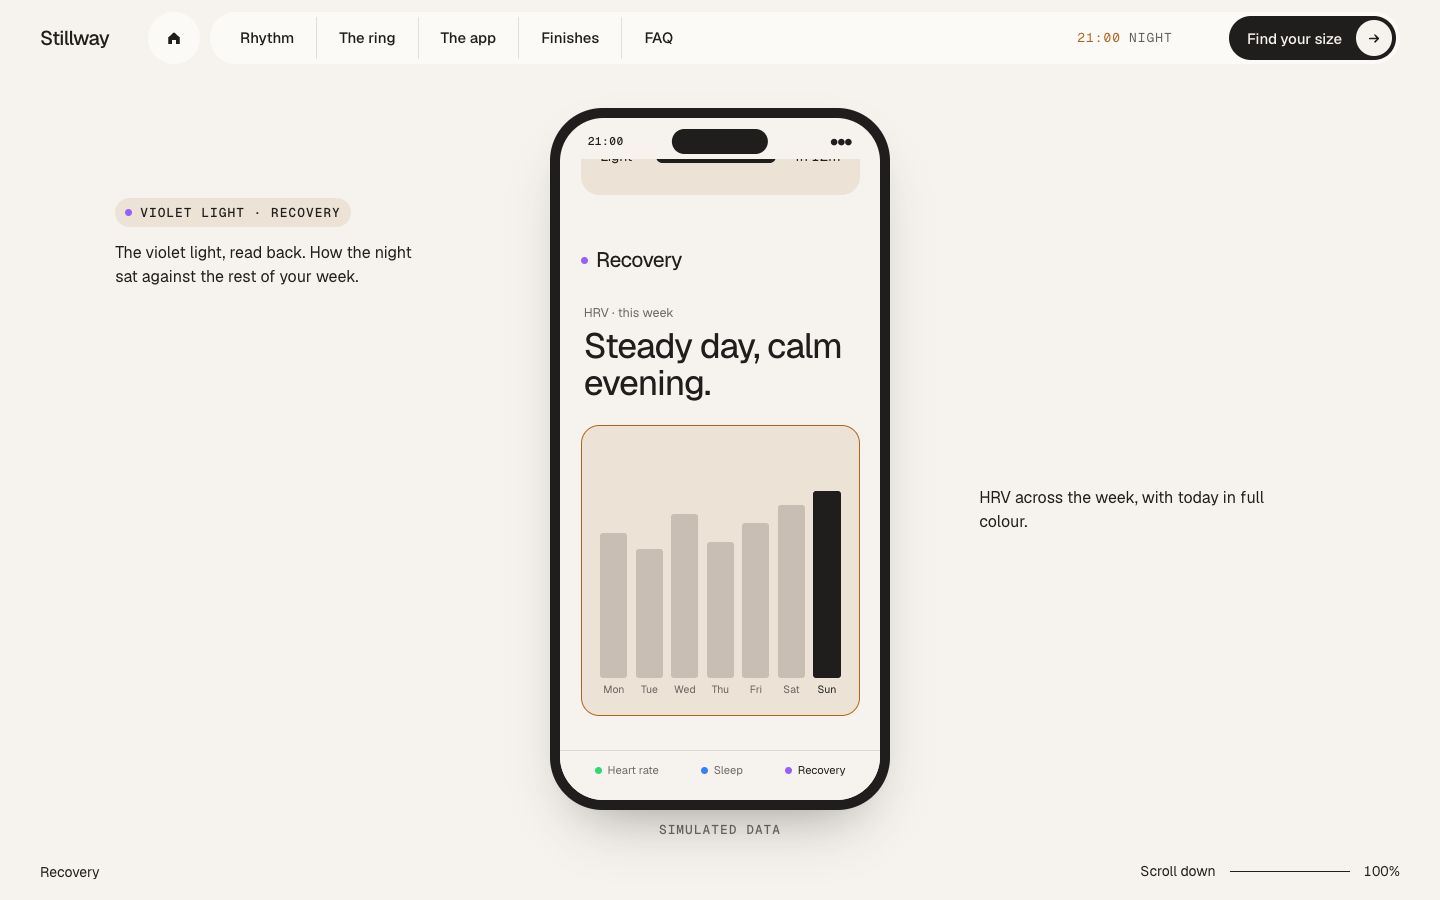 Stillway
Rhythm
The ring
The app
Finishes
FAQ
21:00 NIGHT
Find your size
21:00
VIOLET LIGHT · RECOVERY
The violet light, read back. How the night
sat against the rest of your week.
Recovery
HRV · this week
Steady day, calm
evening.
Mon
Tue
Wed
Thu
Fri
Sat
Sun
HRV across the week, with today in full
colour.
Heart rate
Sleep
Recovery
SIMULATED DATA
Recovery
Scroll down
100%